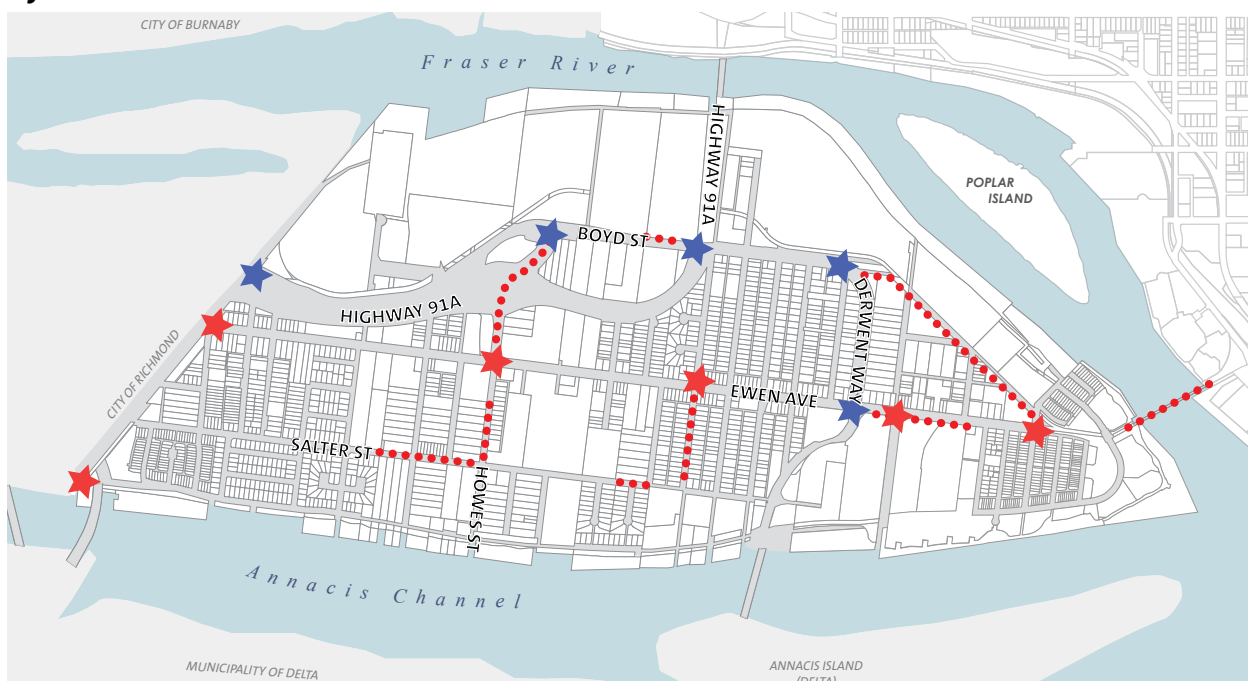 CITY OF BURNABY
Fraser River
HIGHWAY 91A
POPLAR
ISLAND
BOYD ST
DERWENT WAY
HIGHWAY 91A
CITY OF RICHMOND
EWEN AVE
SALTER ST
HOWES ST
Annacis Channel
MUNICIPALITY OF DELTA
ANNACIS ISLAND
(DELTA)